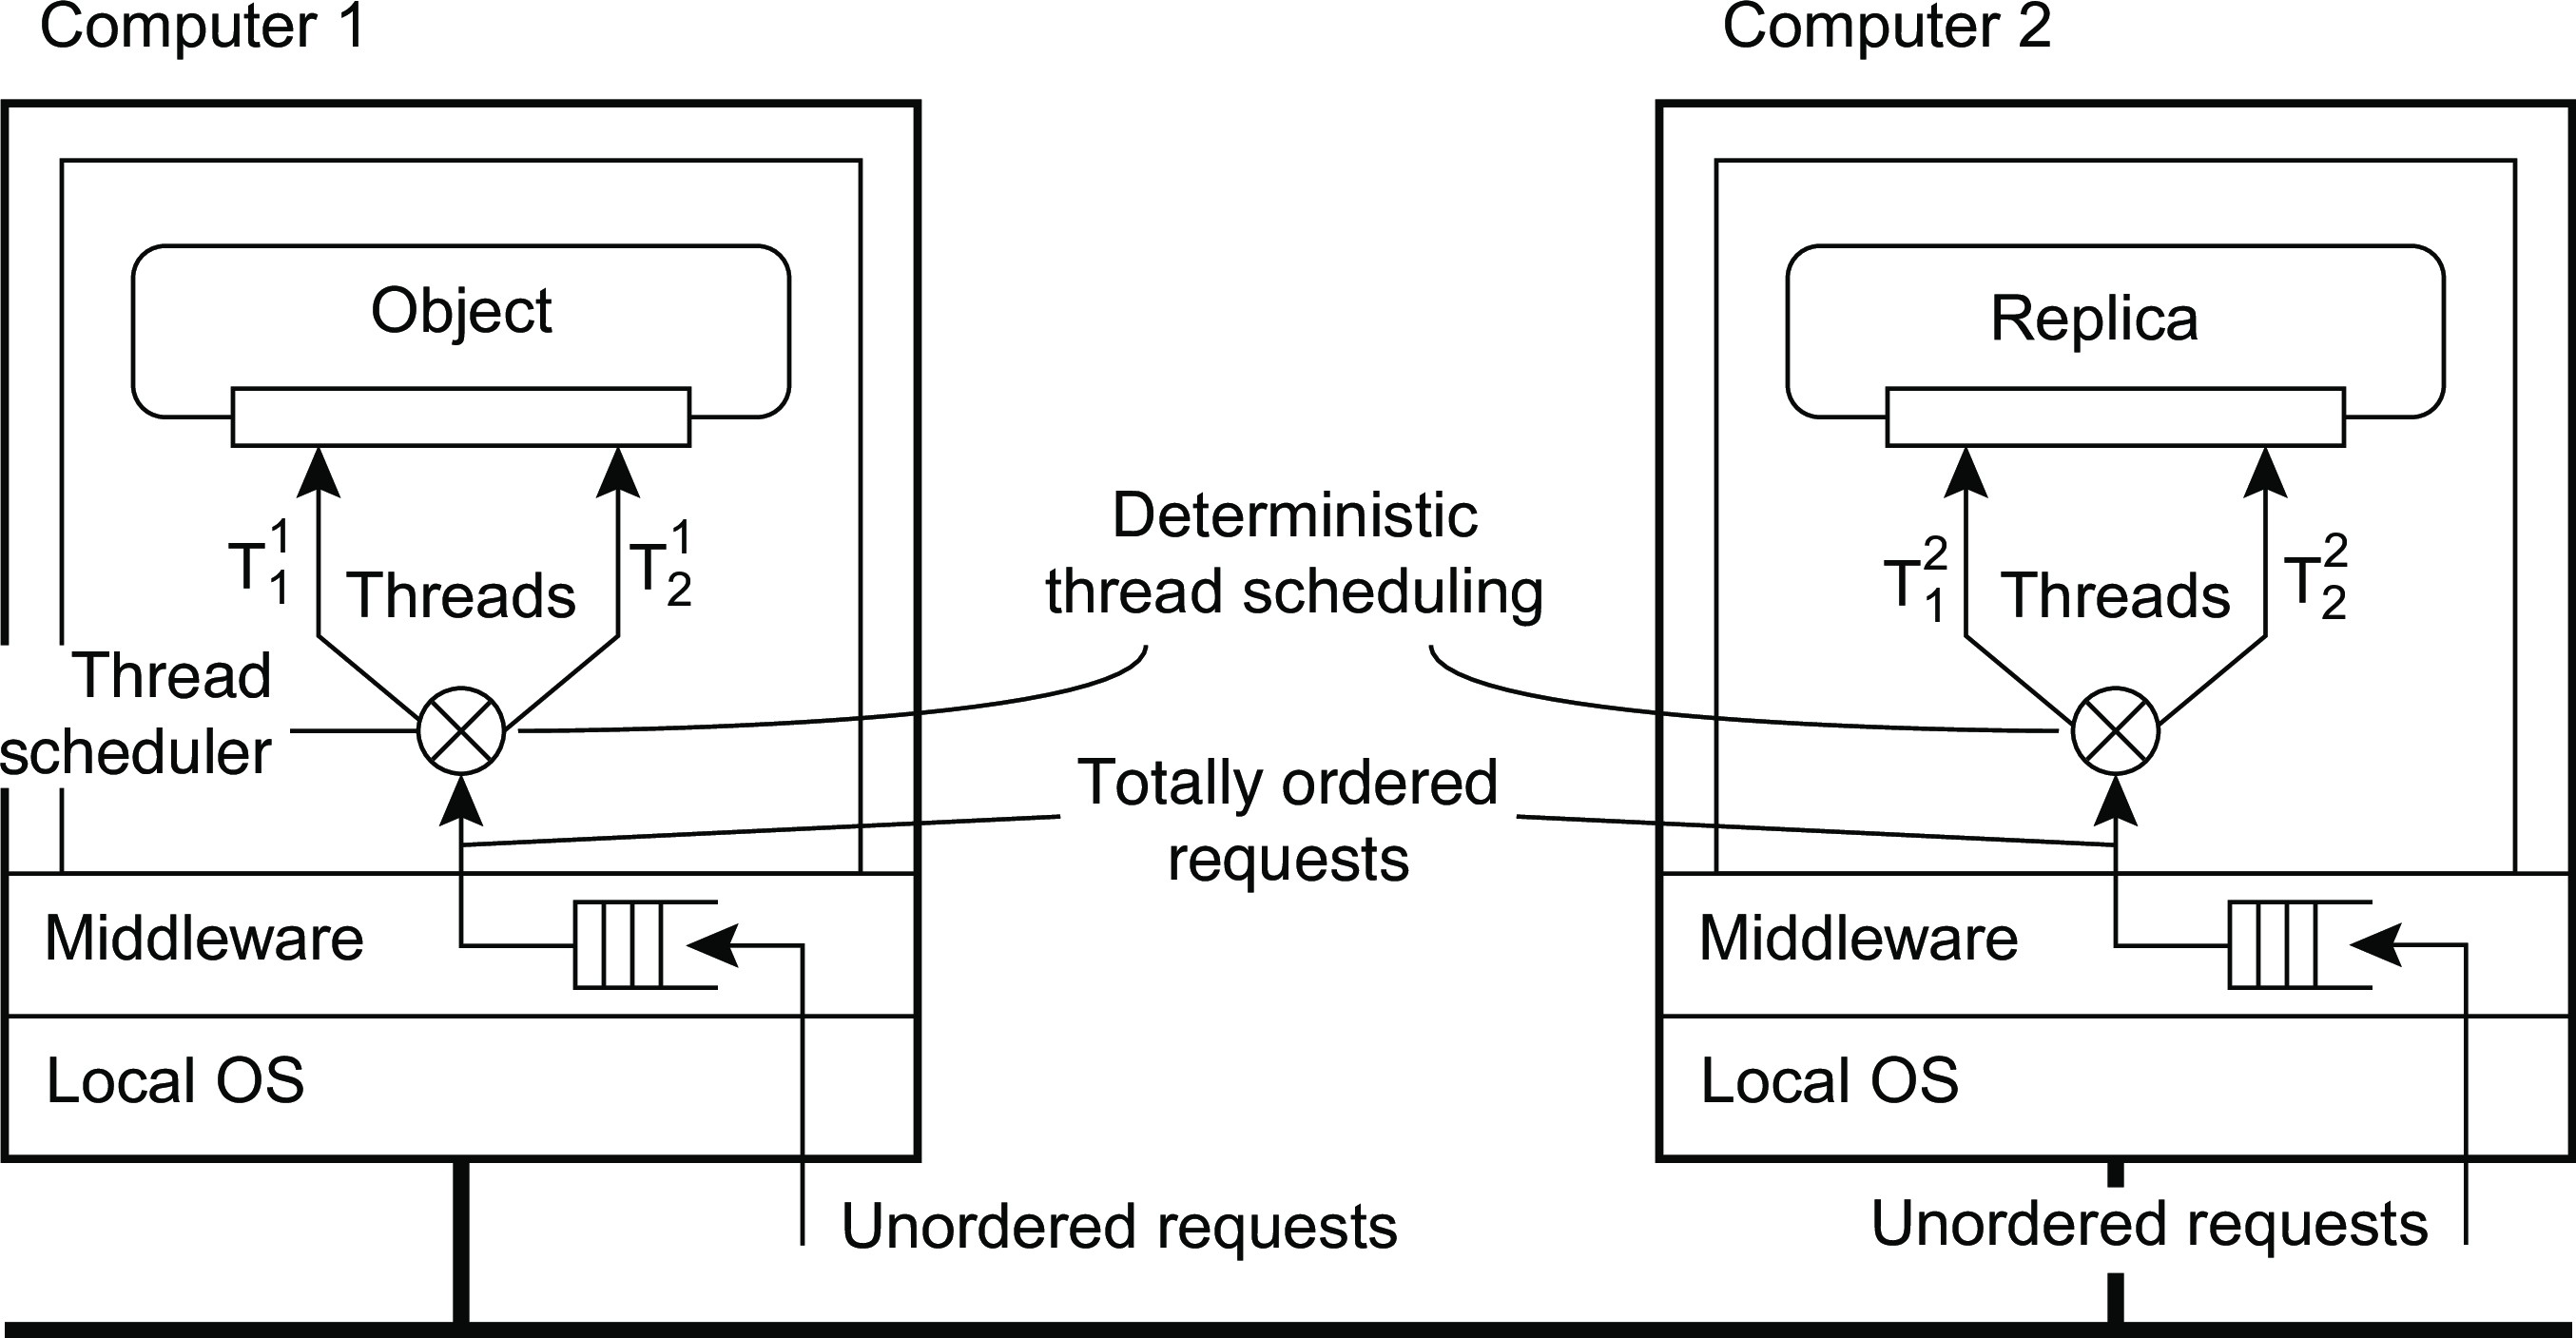 Computer 1
Computer 2
Object
Replica
Deterministic
thread scheduling
T₁¹
Threads
T₂¹
T₁²
Threads
T₂²
Thread
scheduler
Totally ordered
requests
Middleware
Middleware
Local OS
Local OS
Unordered requests
Unordered requests